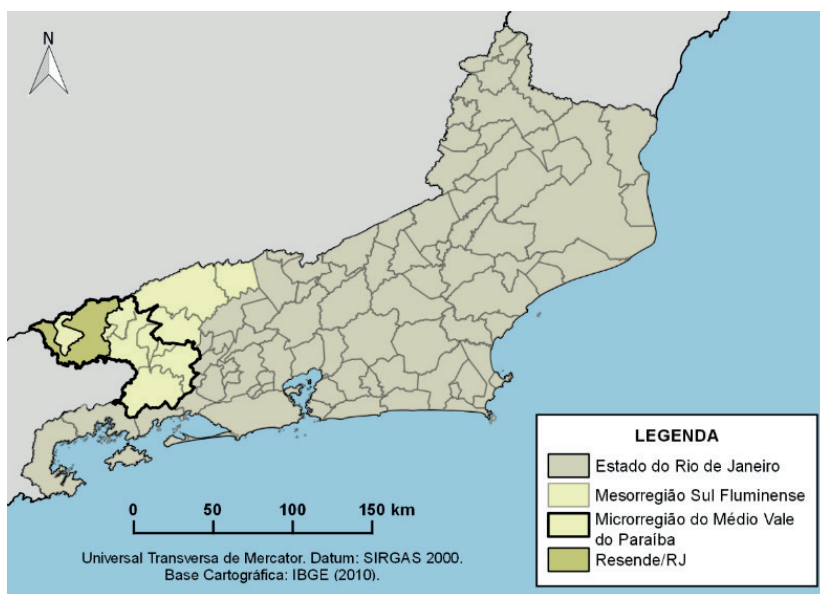 N
0 50 100 150 km
Universal Transversa de Mercator. Datum: SIRGAS 2000.
Base Cartográfica: IBGE (2010).
LEGENDA
Estado do Rio de Janeiro
Mesorregião Sul Fluminense
Microrregião do Médio Vale
do Paraíba
Resende/RJ